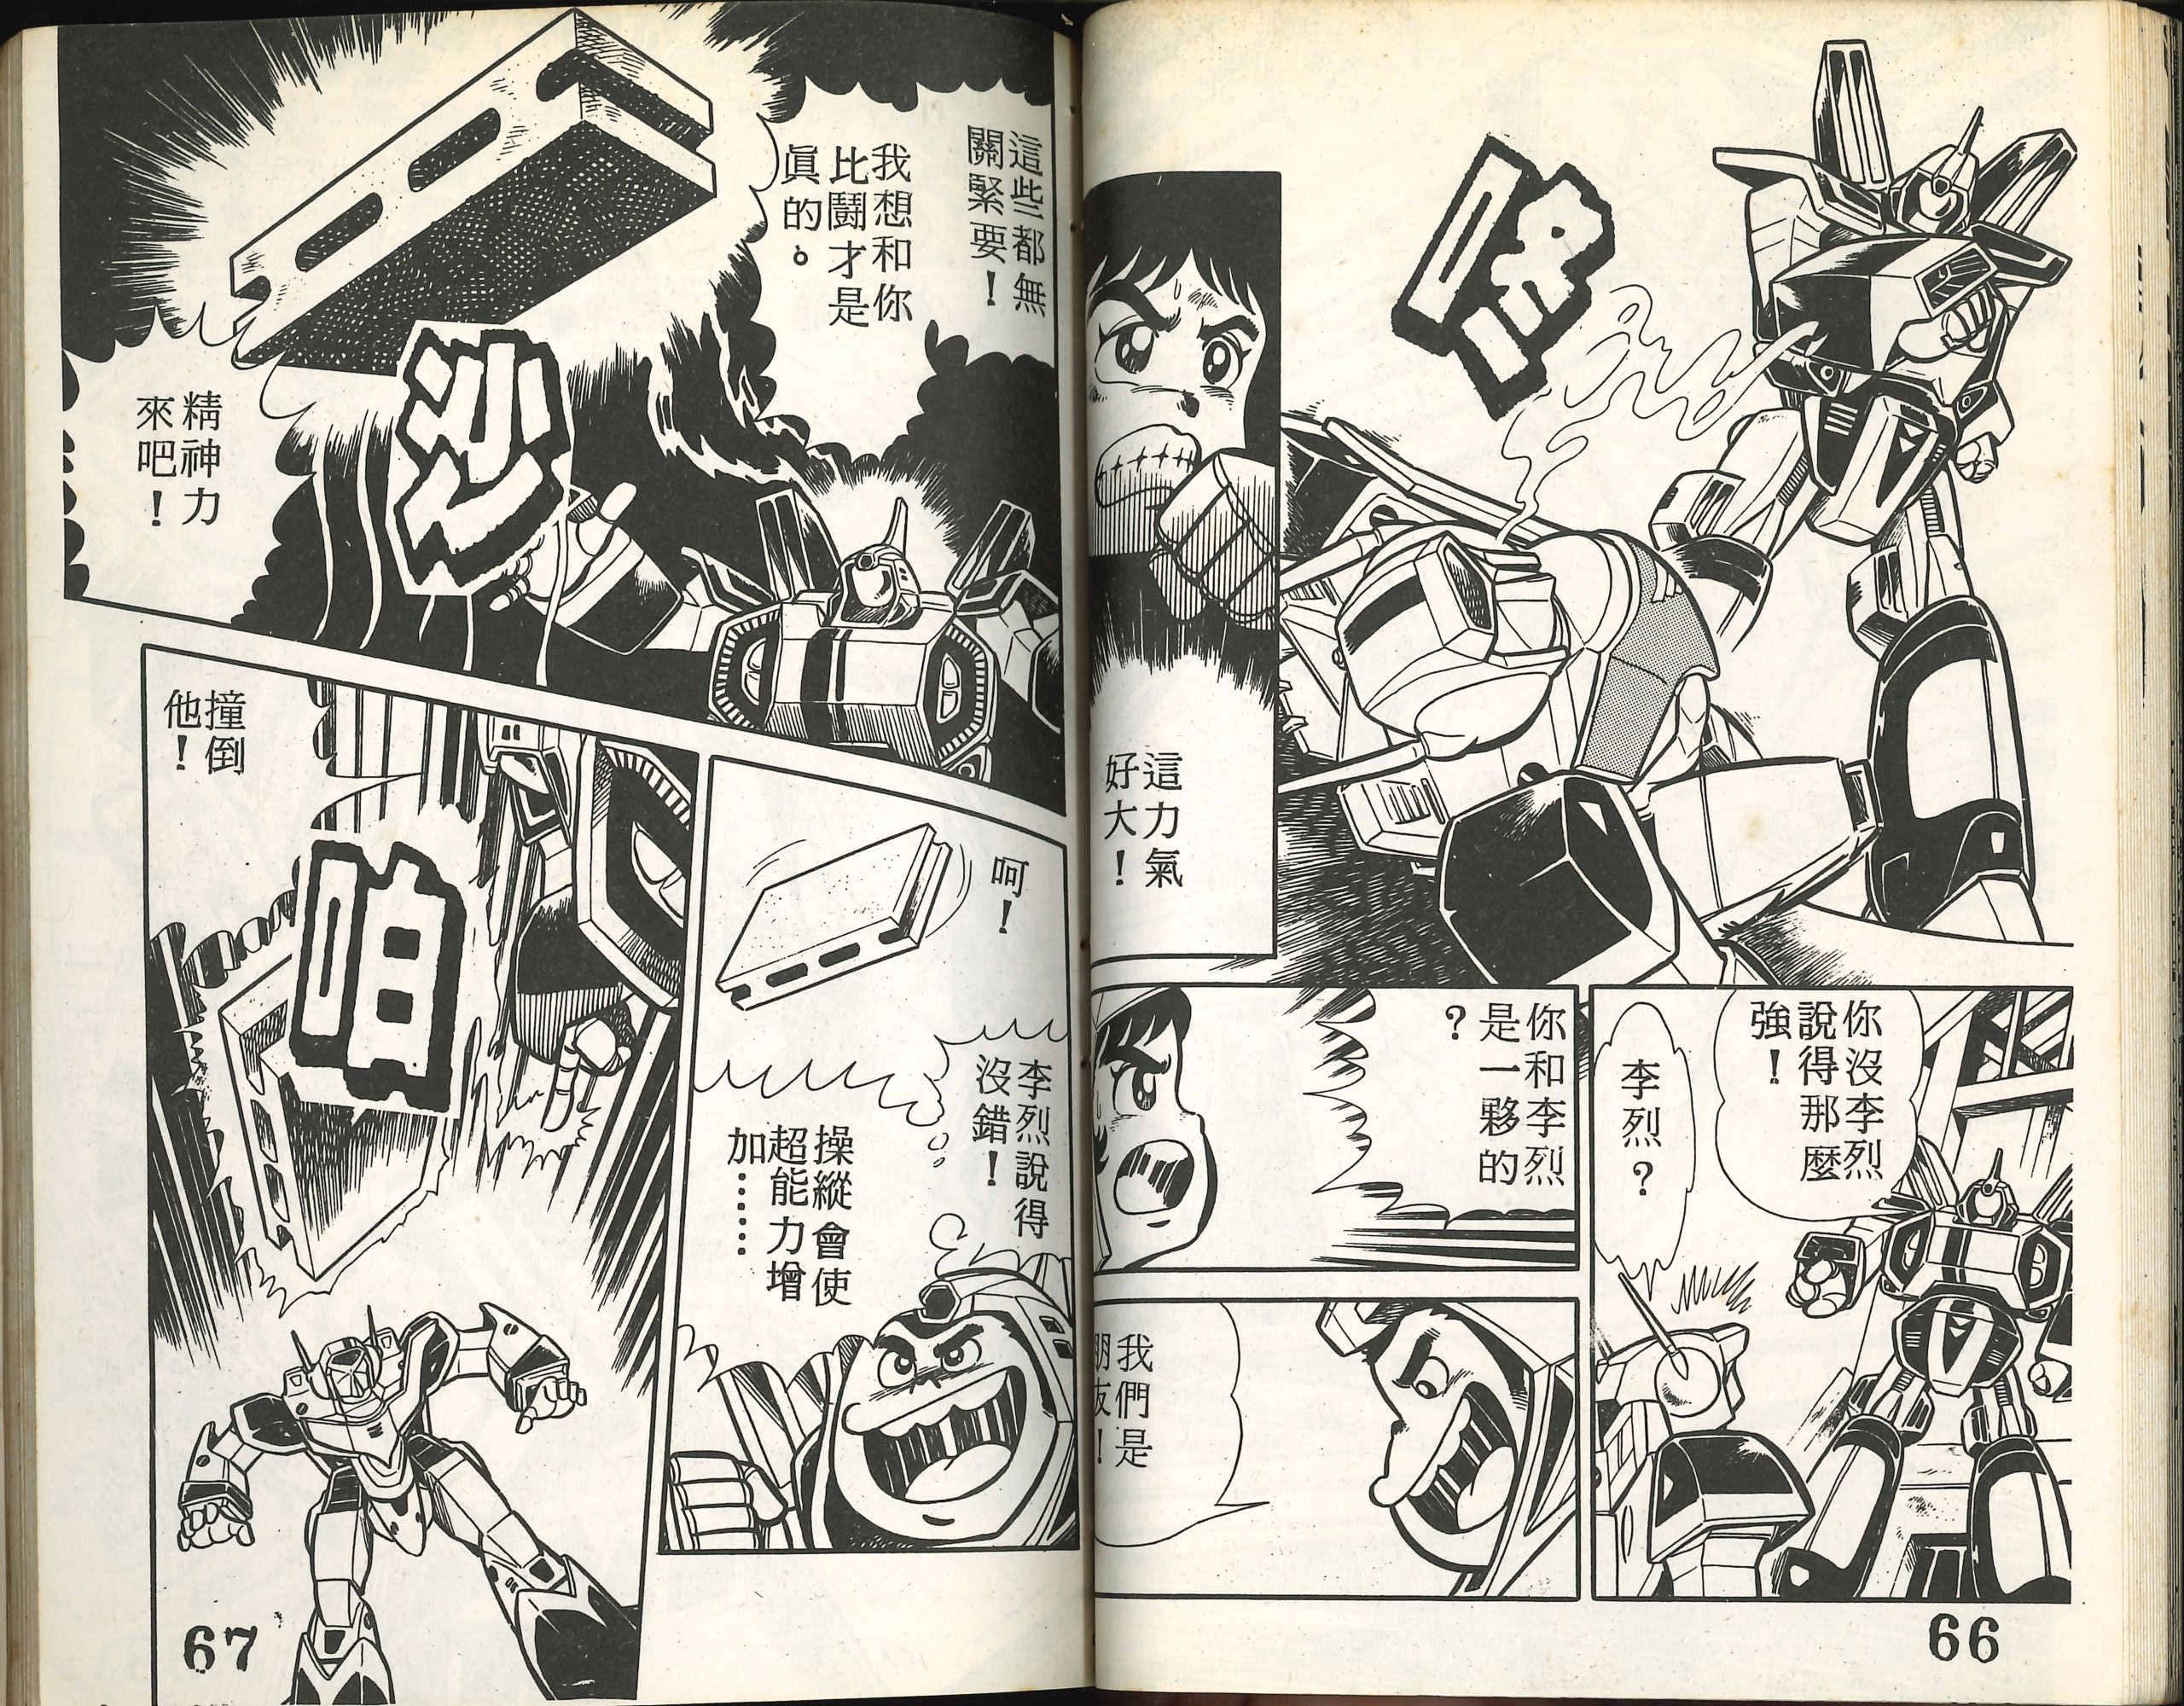 咚
這力氣
好大！
你沒李烈
說得那麼
強！
李烈？
你和李烈
是一夥的
？
我們是
朋友！
66
這些都無
關緊要！
我想和你
比鬪才是
眞的。
沙
精神力
來吧！
呵！
李烈說得
沒錯！
操縱會使
超能力增
加……
撞倒
他！
啪
67